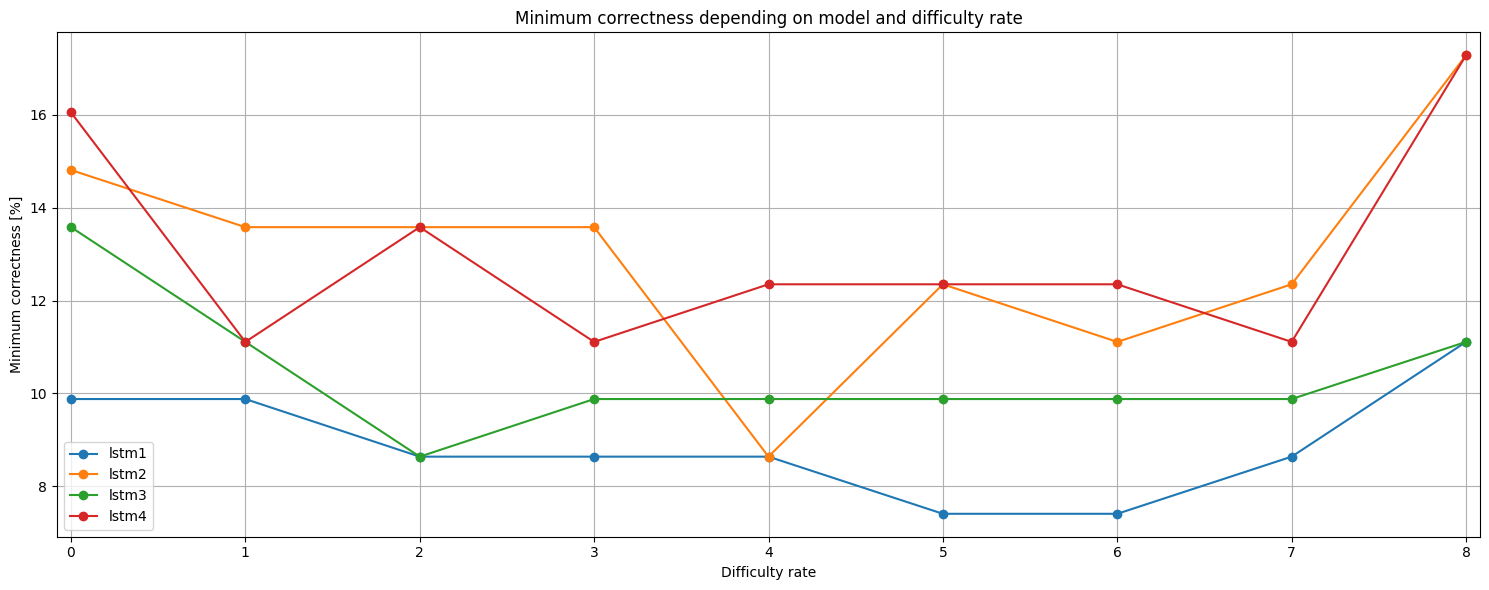 Minimum correctness depending on model and difficulty rate
Minimum correctness [%]
16
14
12
10
8
lstm1
lstm2
lstm3
lstm4
0 1 2 3 4 5 6 7 8
Difficulty rate